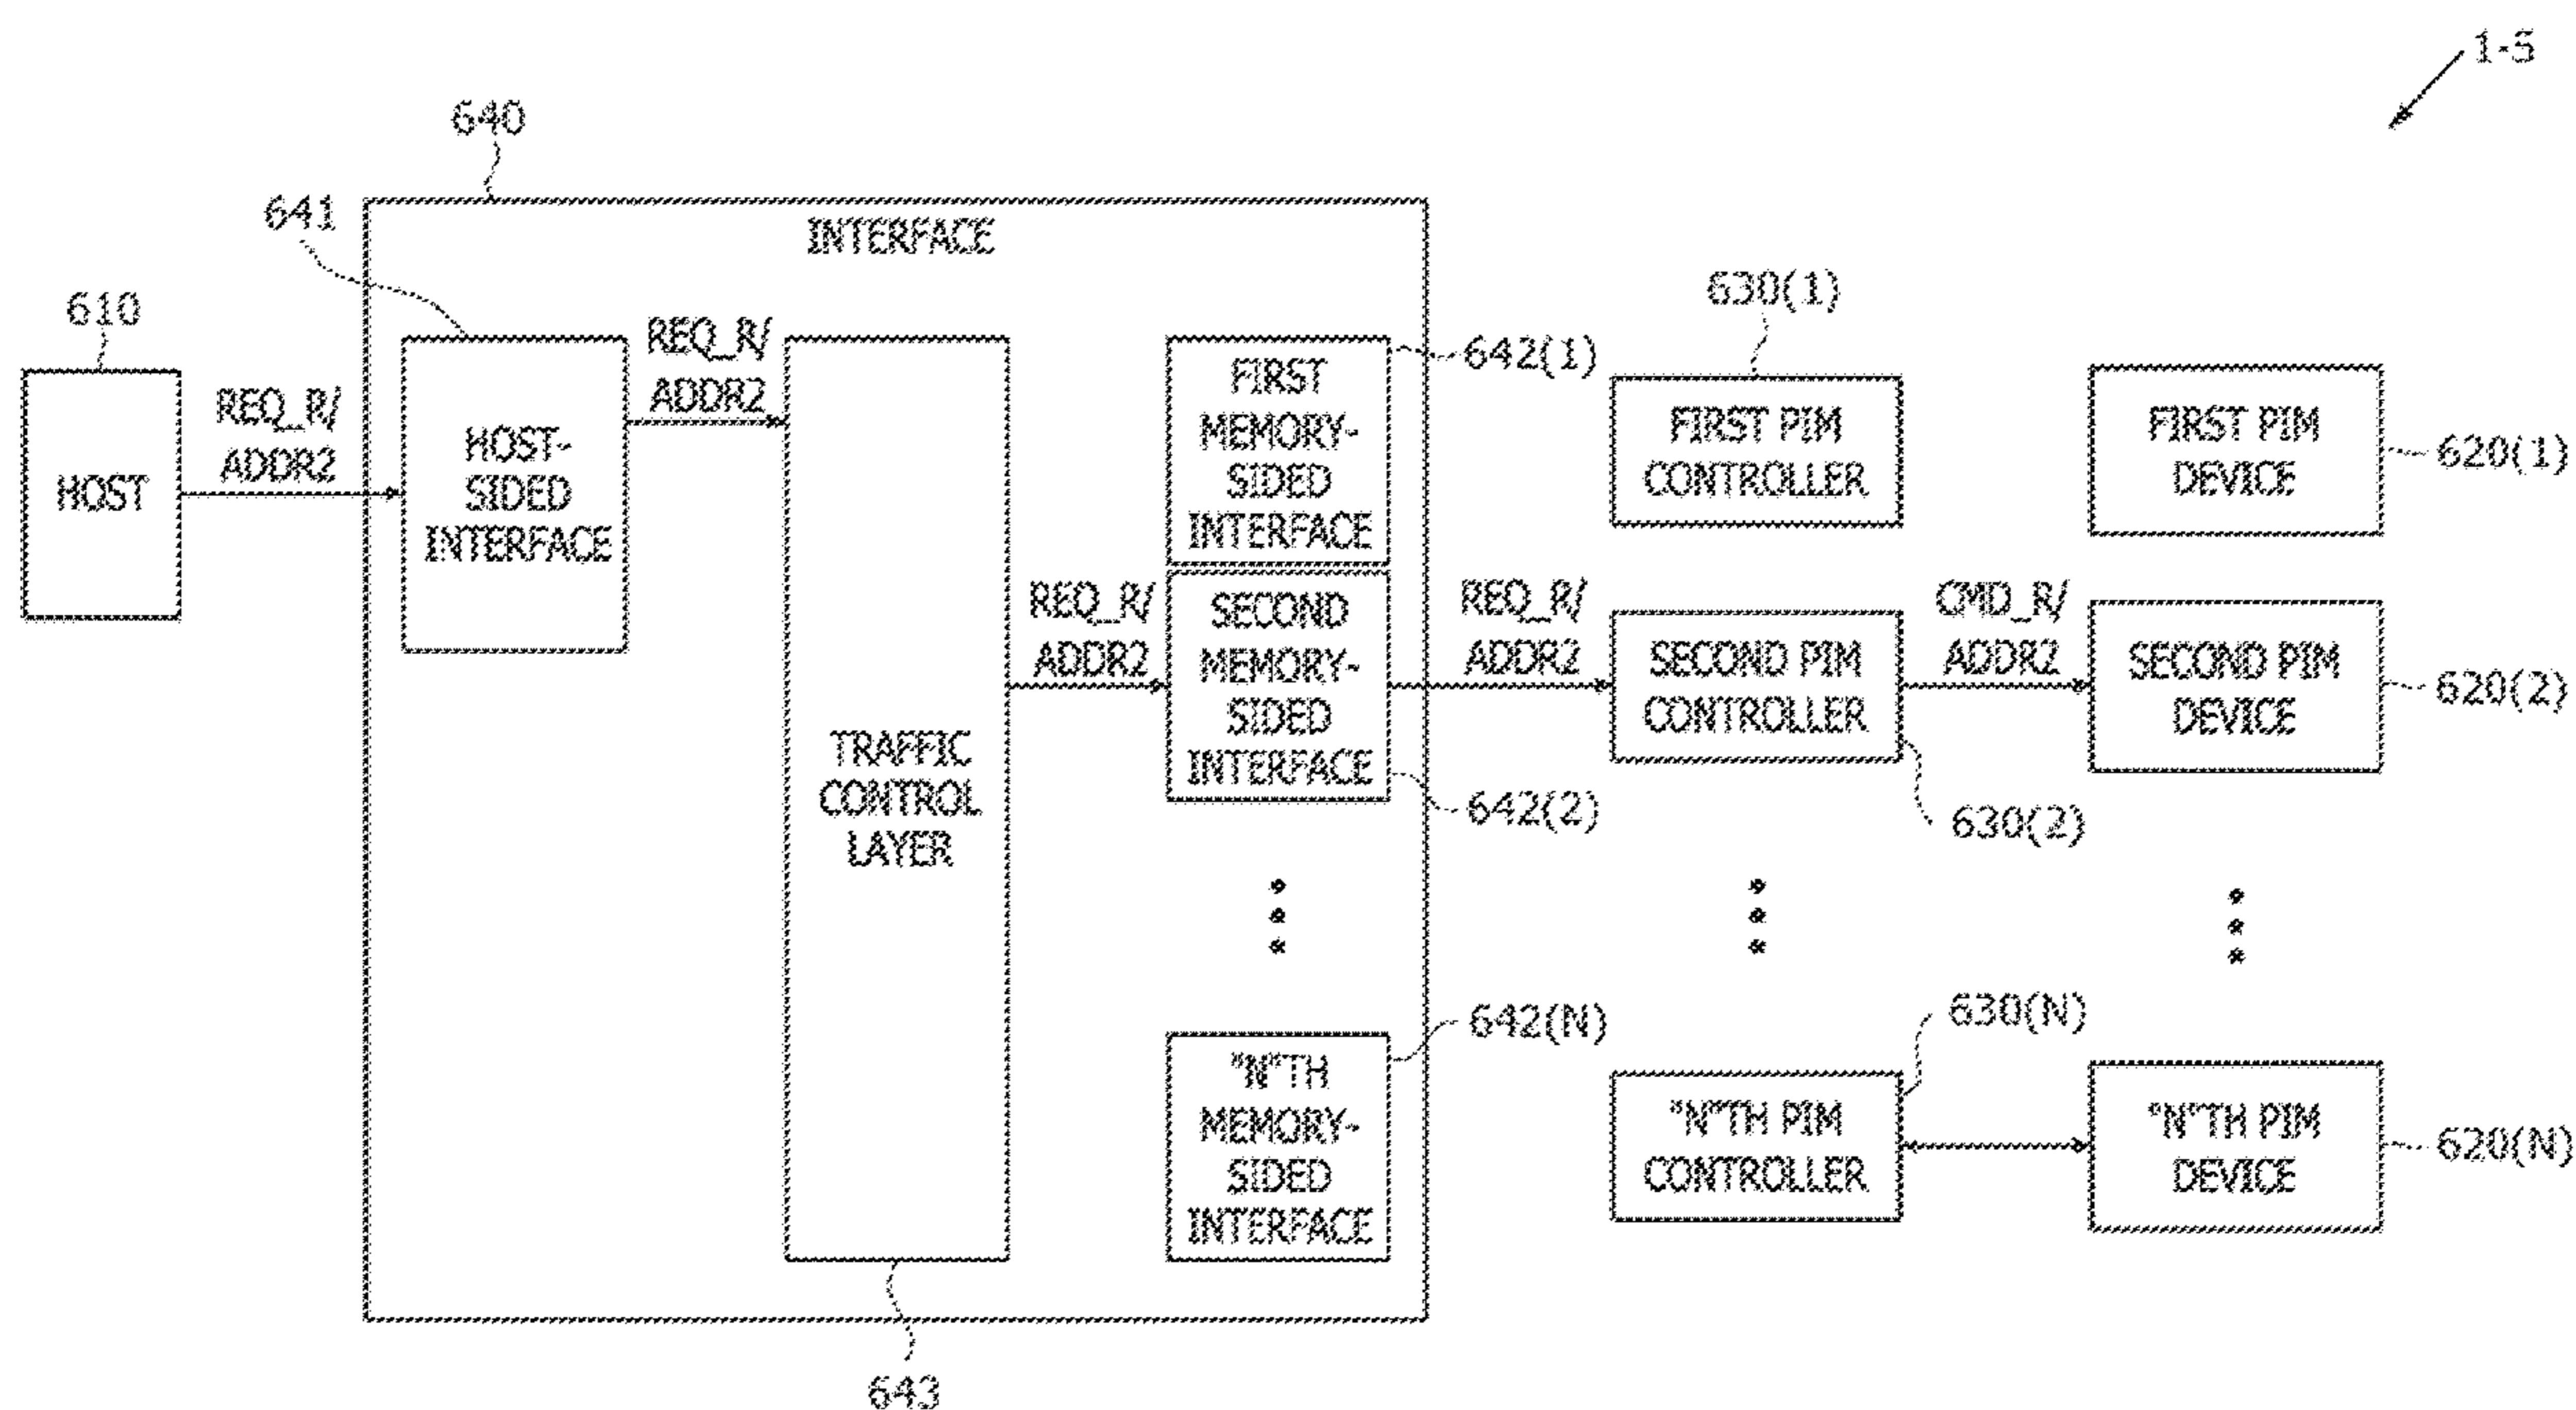 1-5
640
641
INTERFACE
610
630(1)
REQ_R/
ADDR2
642(1)
HOST
REQ_R/
ADDR2
HOST-
SIDED
INTERFACE
FIRST
MEMORY-
SIDED
INTERFACE
FIRST PIM
CONTROLLER
FIRST PIM
DEVICE
620(1)
TRAFFIC
CONTROL
LAYER
REQ_R/
ADDR2
SECOND
MEMORY-
SIDED
INTERFACE
REQ_R/
ADDR2
SECOND PIM
CONTROLLER
CMD_R/
ADDR2
SECOND PIM
DEVICE
620(2)
642(2)
630(2)
642(N)
630(N)
"N"TH
MEMORY-
SIDED
INTERFACE
"N"TH PIM
CONTROLLER
"N"TH PIM
DEVICE
620(N)
643